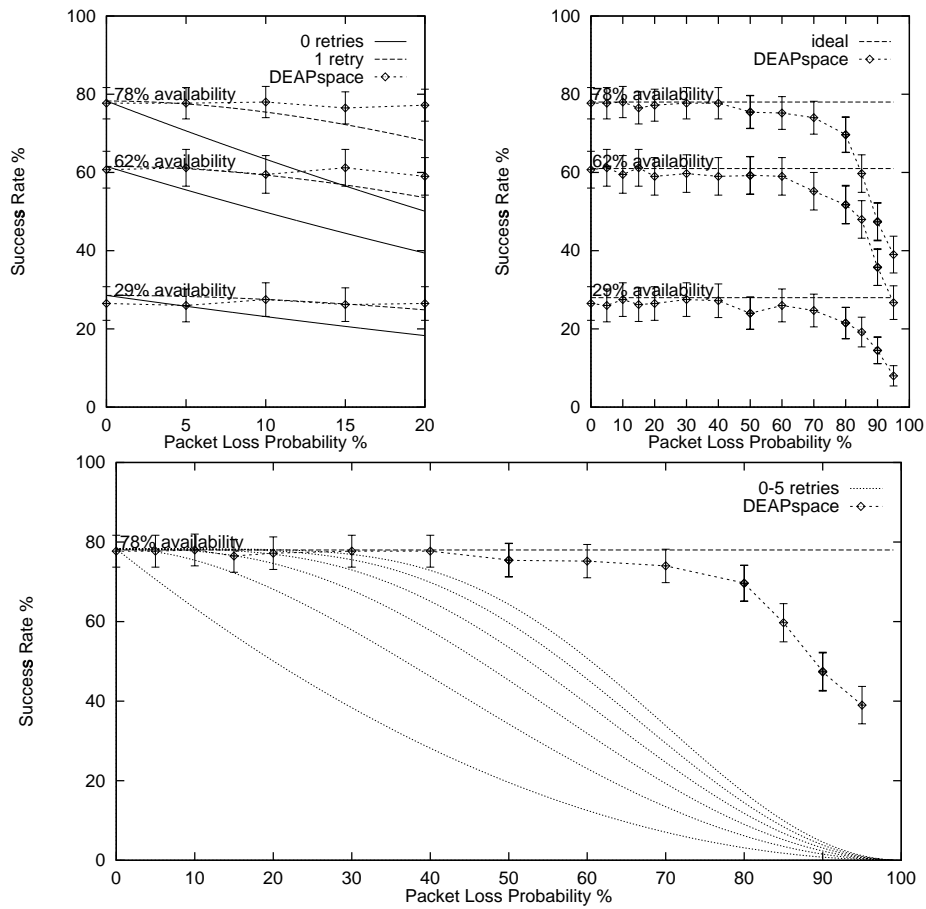 100
80
60
40
20
0
Success Rate %
0 retries
1 retry
DEAPspace
78% availability
62% availability
29% availability
0 5 10 15 20
Packet Loss Probability %
100
80
60
40
20
0
Success Rate %
ideal
DEAPspace
78% availability
62% availability
29% availability
0 10 20 30 40 50 60 70 80 90 100
Packet Loss Probability %
100
80
60
40
20
0
Success Rate %
0-5 retries
DEAPspace
78% availability
0 10 20 30 40 50 60 70 80 90 100
Packet Loss Probability %